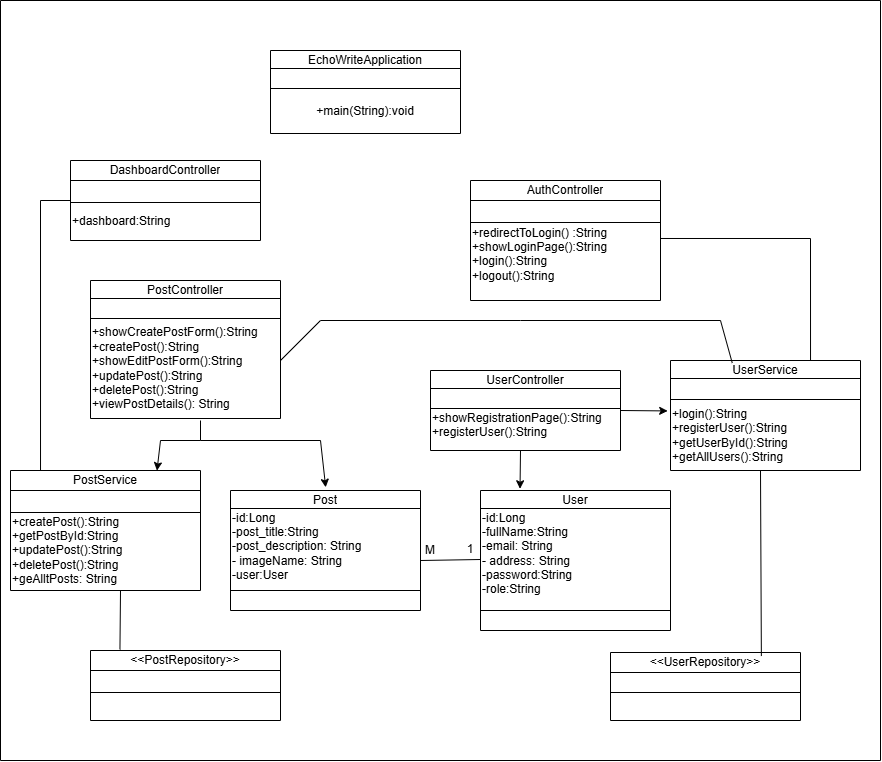 EchoWriteApplication
+main(String):void
DashboardController
+dashboard:String
AuthController
+redirectToLogin() :String
+showLoginPage():String
+login():String
+logout():String
PostController
+showCreatePostForm():String
+createPost():String
+showEditPostForm():String
+updatePost():String
+deletePost():String
+viewPostDetails(): String
UserController
+showRegistrationPage():String
+registerUser():String
UserService
+login():String
+registerUser():String
+getUserById():String
+getAllUsers():String
PostService
+createPost():String
+getPostById:String
+updatePost():String
+deletePost():String
+geAlltPosts: String
Post
-id:Long
-post_title:String
-post_description: String
- imageName: String
-user:User
M
1
User
-id:Long
-fullName:String
-email: String
- address: String
-password:String
-role:String
<<PostRepository>>
<<UserRepository>>